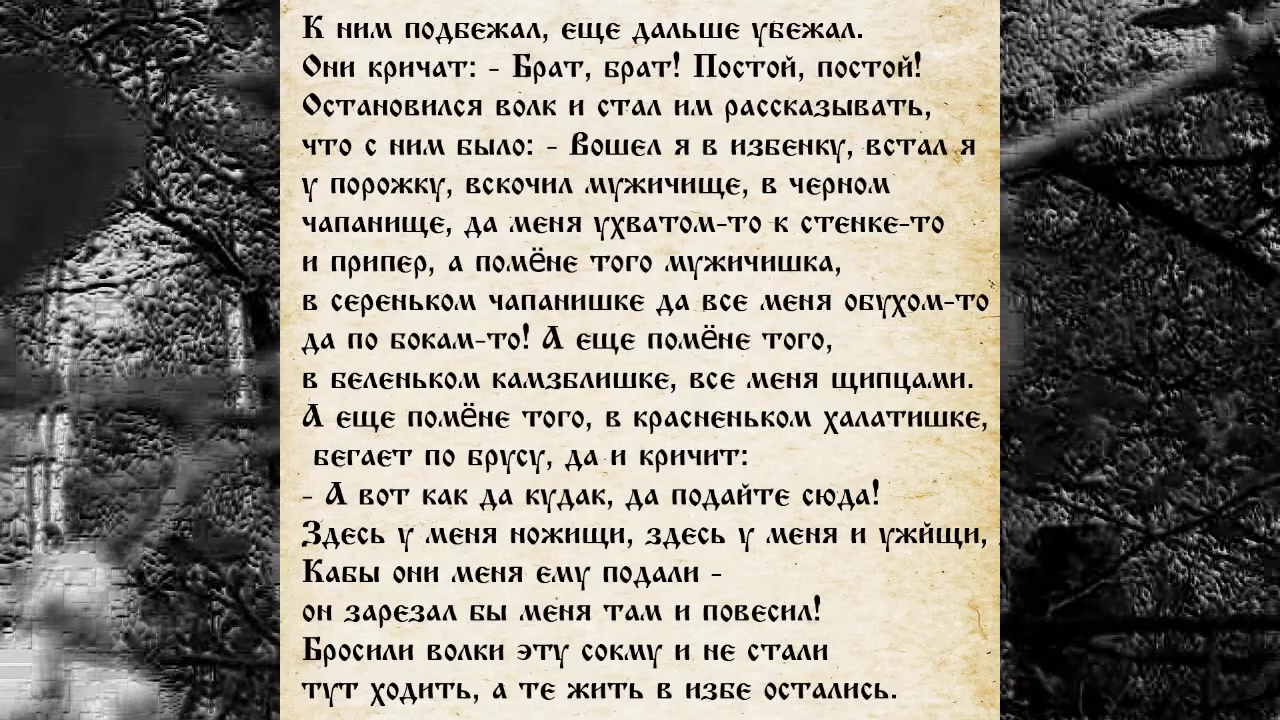 К ним подбежал, еще дальше убежал.
Они кричат: - Брат, брат! Постой, постой!
Остановился волк и стал им рассказывать,
что с ним было: - Вошел я в избенку, встал я
у порожку, вскочил мужичище, в черном
чапанище, да меня ухватом-то к стенке-то
и припер, а помёне того мужичишка,
в сереньком чапанишке да все меня обухом-то
да по бокам-то! А еще помёне того,
в беленьком камзблишке, все меня щипцами.
А еще помёне того, в красненьком халатишке,
бегает по брусу, да и кричит:
- А вот как да кудак, да подайте сюда!
Здесь у меня ножищи, здесь у меня и ужйщи,
Кабы они меня ему подали -
он зарезал бы меня там и повесил!
Бросили волки эту сокму и не стали
тут ходить, а те жить в избе остались.